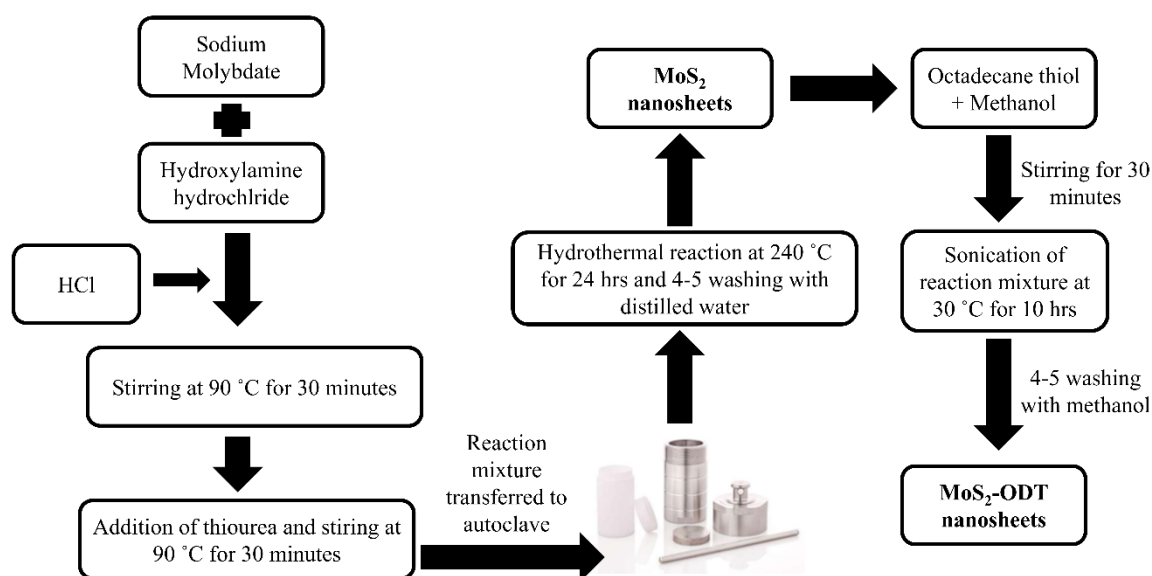 Sodium
Molybdate
Hydroxylamine
hydrochlride
HCl
Stirring at 90 ˚C for 30 minutes
Addition of thiourea and stiring at
90 ˚C for 30 minutes
Reaction
mixture
transferred to
autoclave
Hydrothermal reaction at 240 ˚C
for 24 hrs and 4-5 washing with
distilled water
MoS₂
nanosheets
Octadecane thiol
+ Methanol
Stirring for 30
minutes
Sonication of
reaction mixture at
30 ˚C for 10 hrs
4-5 washing
with methanol
MoS₂-ODT
nanosheets